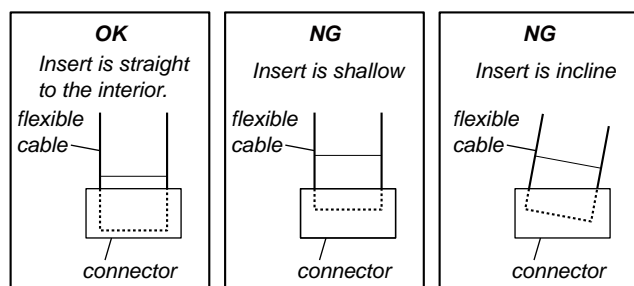 OK
Insert is straight
to the interior.
flexible
cable
connector
NG
Insert is shallow
flexible
cable
connector
NG
Insert is incline
flexible
cable
connector